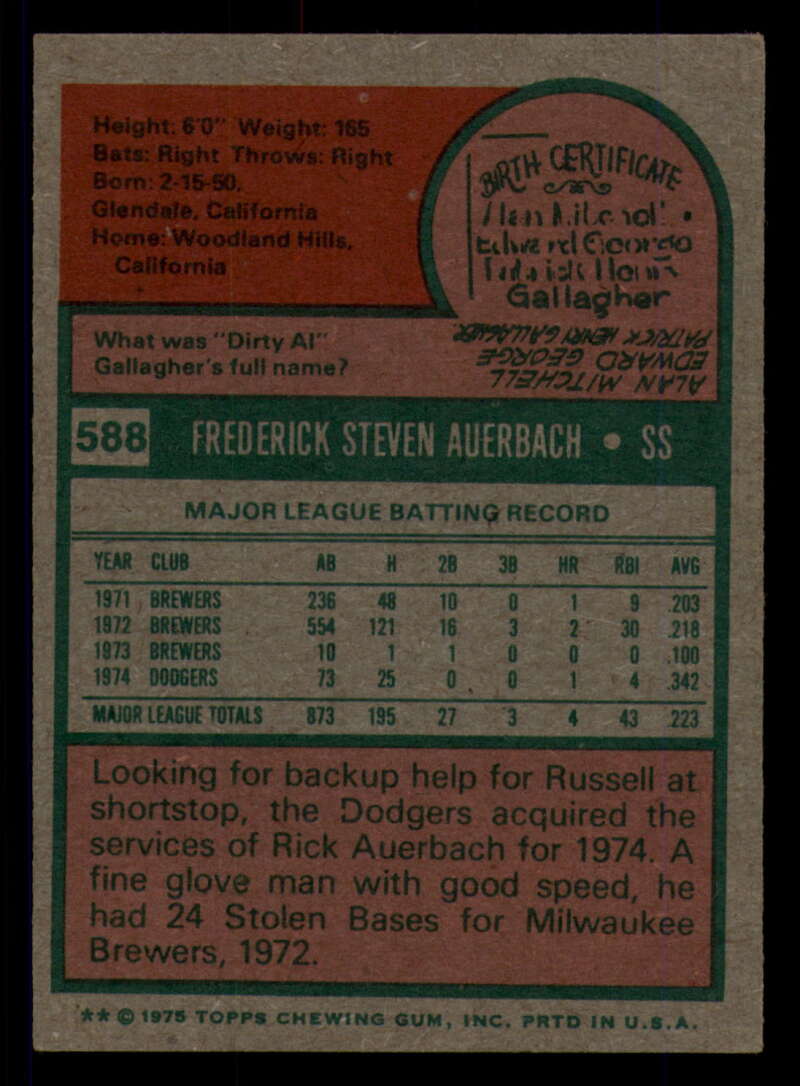 Height: 6'0" Weight: 165
Bats: Right Throws: Right
Born: 2-15-50,
Glendale, California
Home: Woodland Hills,
California
BIRTH CERTIFICATE
Gallagher
What was "Dirty Al"
Gallagher's full name?
ALAN MITCHELL
EDWARD GEORGE
PATRICK HENRY GALLAGHER
588 FREDERICK STEVEN AUERBACH • SS
MAJOR LEAGUE BATTING RECORD
YEAR CLUB AB H 2B 3B HR RBI AVG
1971 BREWERS 236 48 10 0 1 9 .203
1972 BREWERS 554 121 16 3 2 30 .218
1973 BREWERS 10 1 1 0 0 0 .100
1974 DODGERS 73 25 0 0 1 4 .342
MAJOR LEAGUE TOTALS 873 195 27 3 4 43 .223
Looking for backup help for Russell at
shortstop, the Dodgers acquired the
services of Rick Auerbach for 1974. A
fine glove man with good speed, he
had 24 Stolen Bases for Milwaukee
Brewers, 1972.
** © 1975 TOPPS CHEWING GUM, INC. PRTD IN U.S.A.